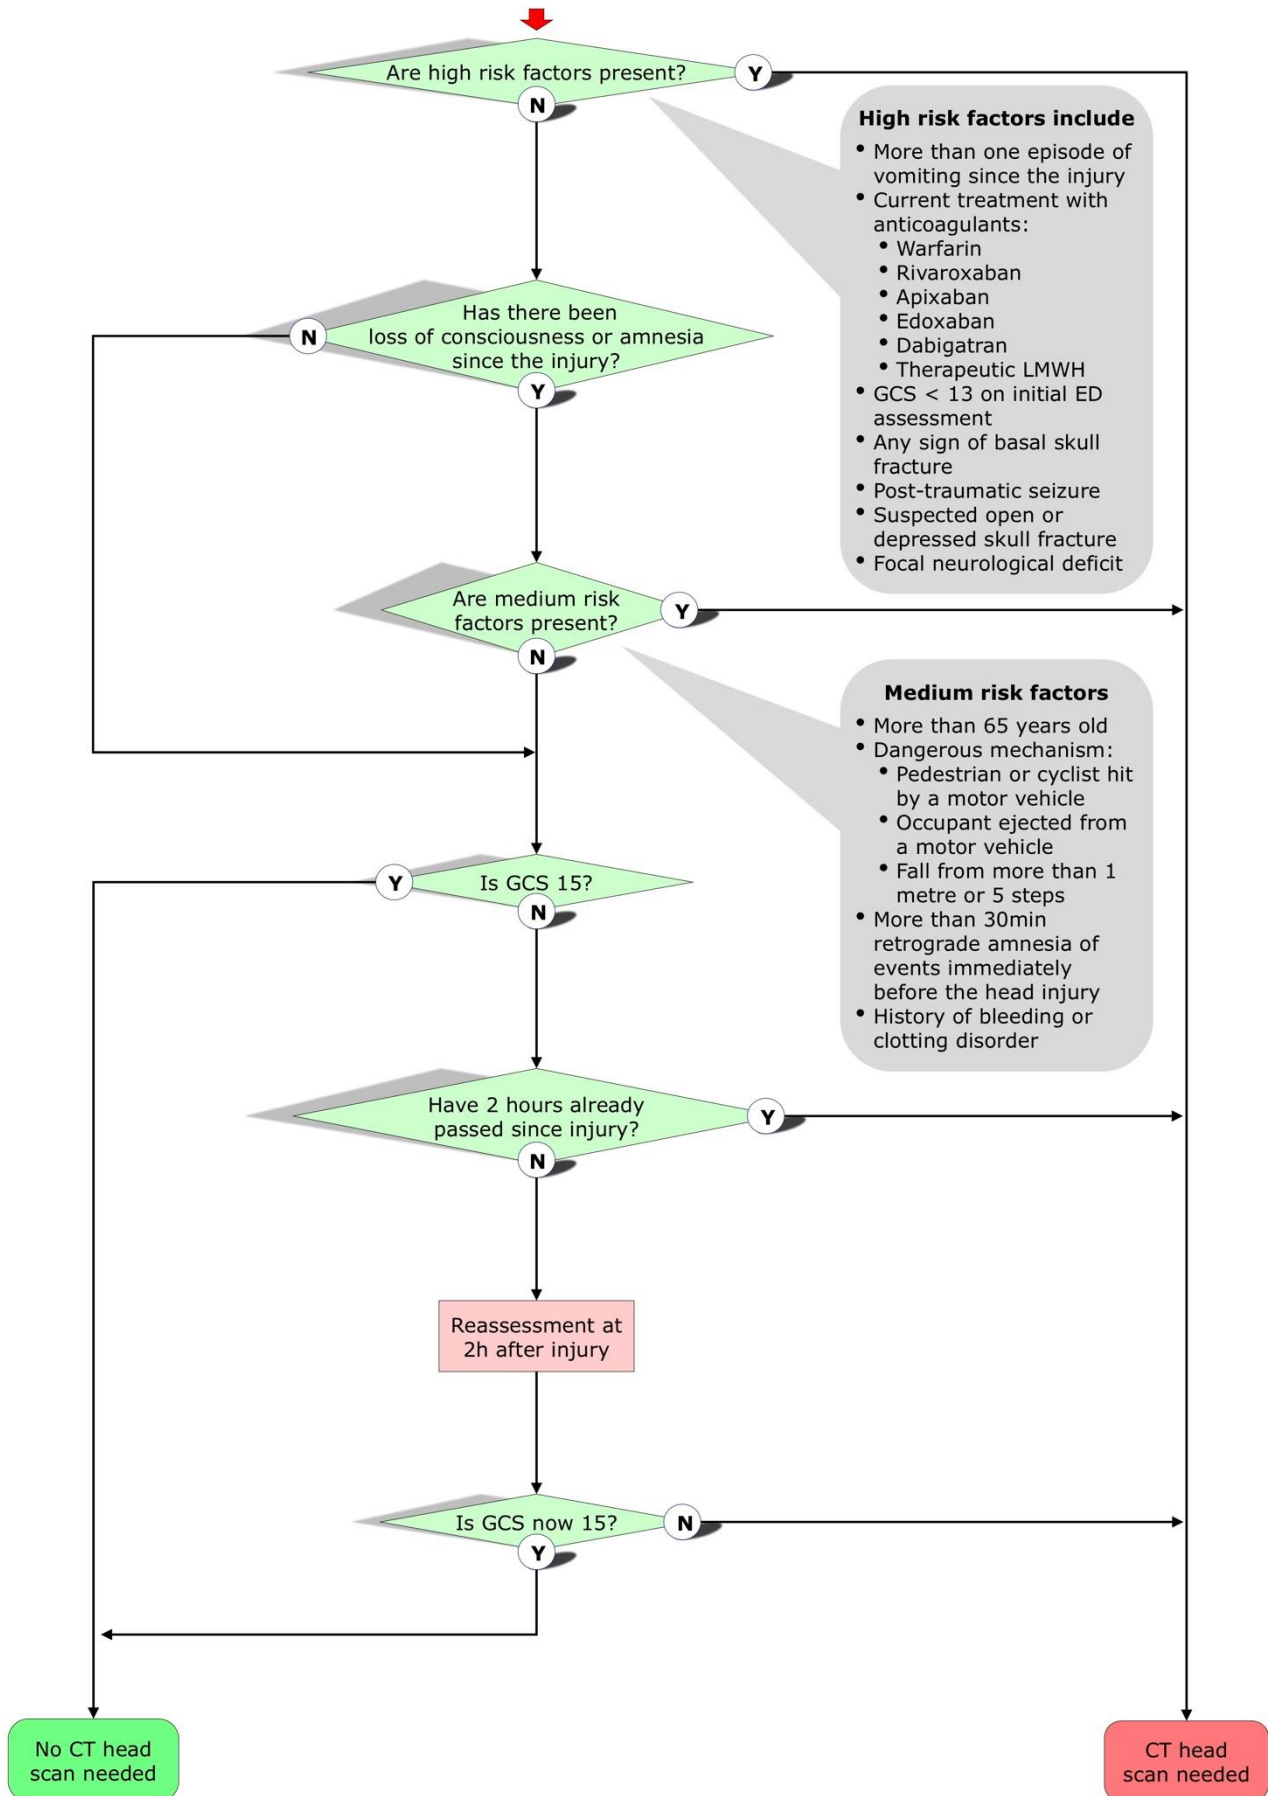 Are high risk factors present?
Y
N
High risk factors include
• More than one episode of
vomiting since the injury
• Current treatment with
anticoagulants:
• Warfarin
• Rivaroxaban
• Apixaban
• Edoxaban
• Dabigatran
• Therapeutic LMWH
• GCS < 13 on initial ED
assessment
• Any sign of basal skull
fracture
• Post-traumatic seizure
• Suspected open or
depressed skull fracture
• Focal neurological deficit
Has there been
loss of consciousness or amnesia
since the injury?
N
Y
Are medium risk
factors present?
Y
N
Medium risk factors
• More than 65 years old
• Dangerous mechanism:
• Pedestrian or cyclist hit
by a motor vehicle
• Occupant ejected from
a motor vehicle
• Fall from more than 1
metre or 5 steps
• More than 30min
retrograde amnesia of
events immediately
before the head injury
• History of bleeding or
clotting disorder
Is GCS 15?
Y
N
Have 2 hours already
passed since injury?
Y
N
Reassessment at
2h after injury
Is GCS now 15?
N
Y
No CT head
scan needed
CT head
scan needed